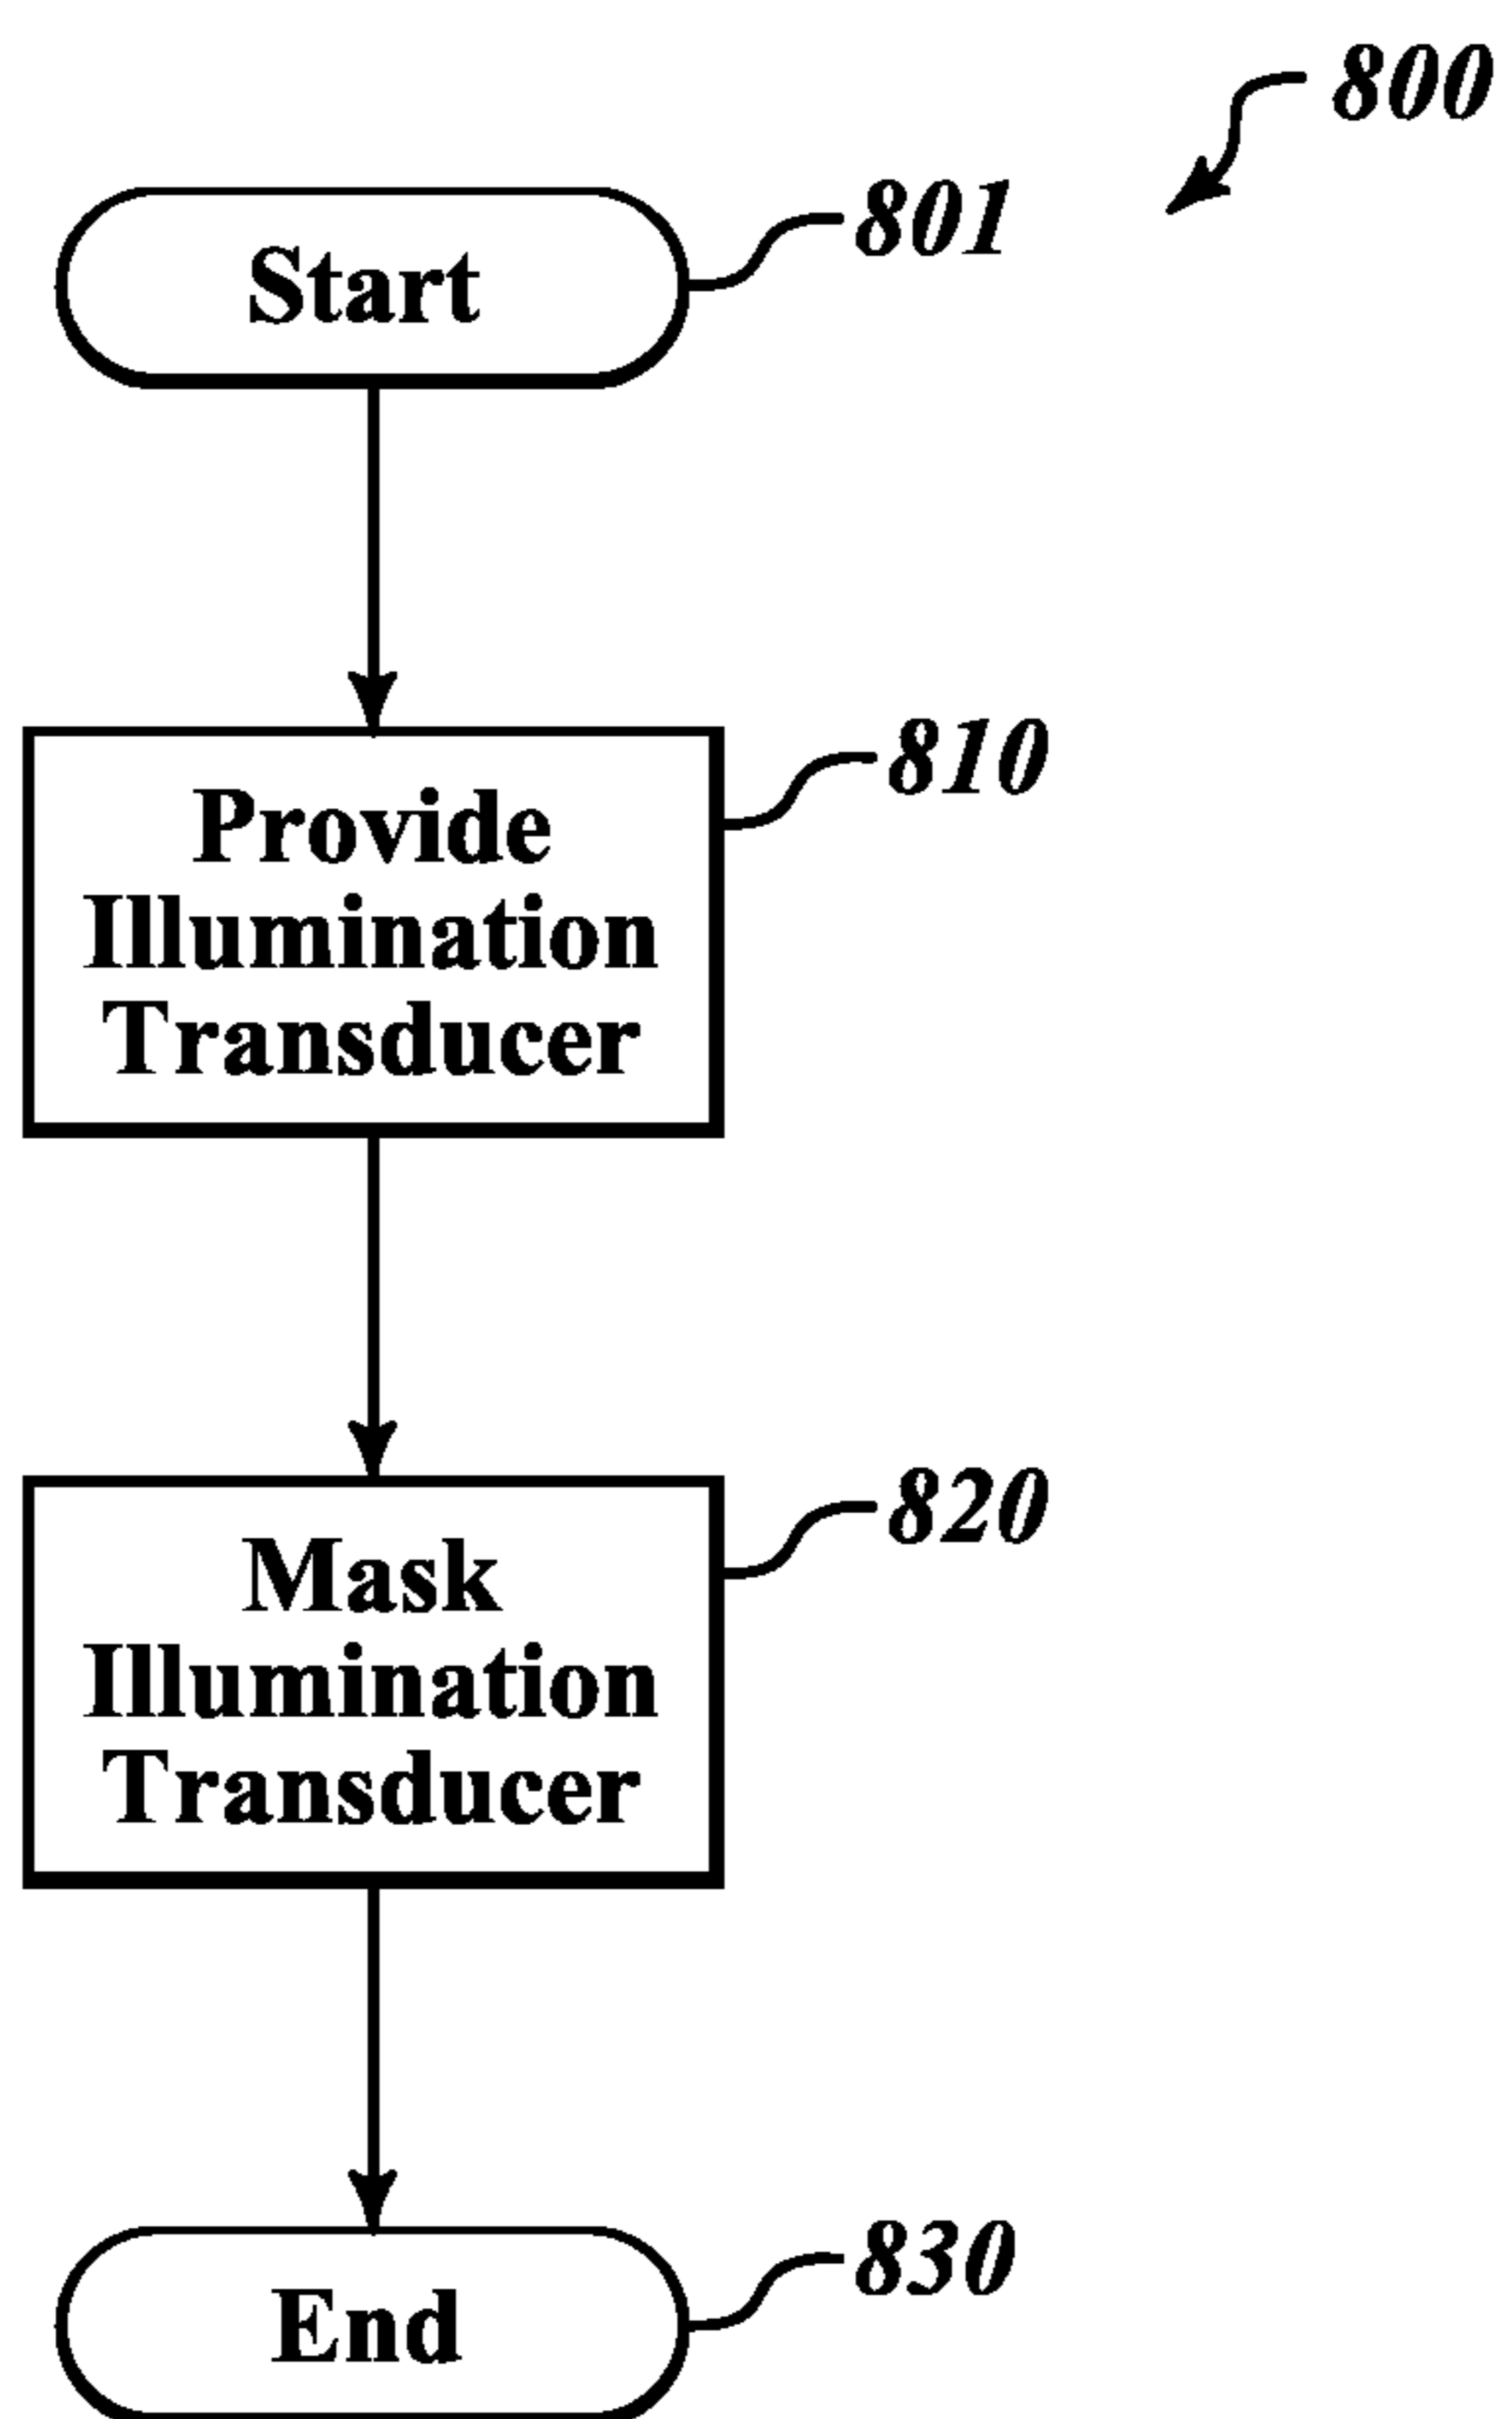 800
801
Start
810
Provide
Illumination
Transducer
820
Mask
Illumination
Transducer
830
End